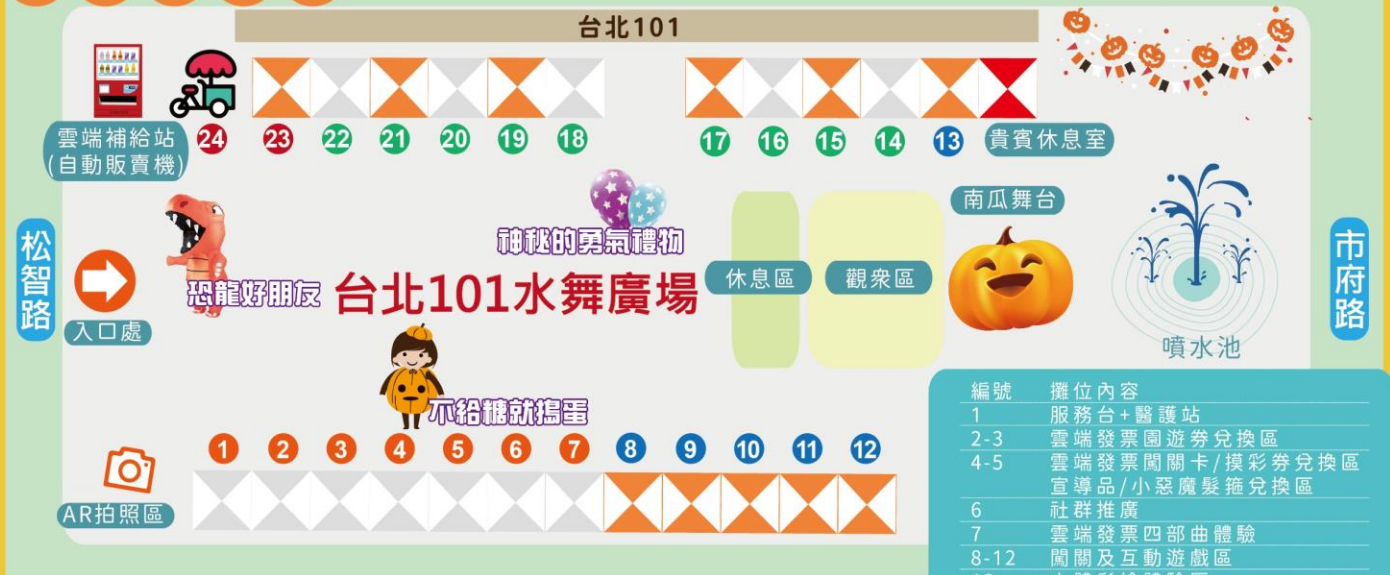 台北101
雲端補給站
(自動販賣機)
24
23
22
21
20
19
18
17
16
15
14
13
貴賓休息室
南瓜舞台
松智路
入口處
恐龍好朋友
神秘的勇氣禮物
台北101水舞廣場
休息區
觀眾區
噴水池
市府路
不給糖就搗蛋
AR拍照區
1
2
3
4
5
6
7
8
9
10
11
12
編號 攤位內容
1 服務台+醫護站
2-3 雲端發票園遊券兌換區
4-5 雲端發票闖關卡/摸彩券兌換區
宣導品/小惡魔髮箍兌換區
6 社群推廣
7 雲端發票四部曲體驗
8-12 闖關及互動遊戲區